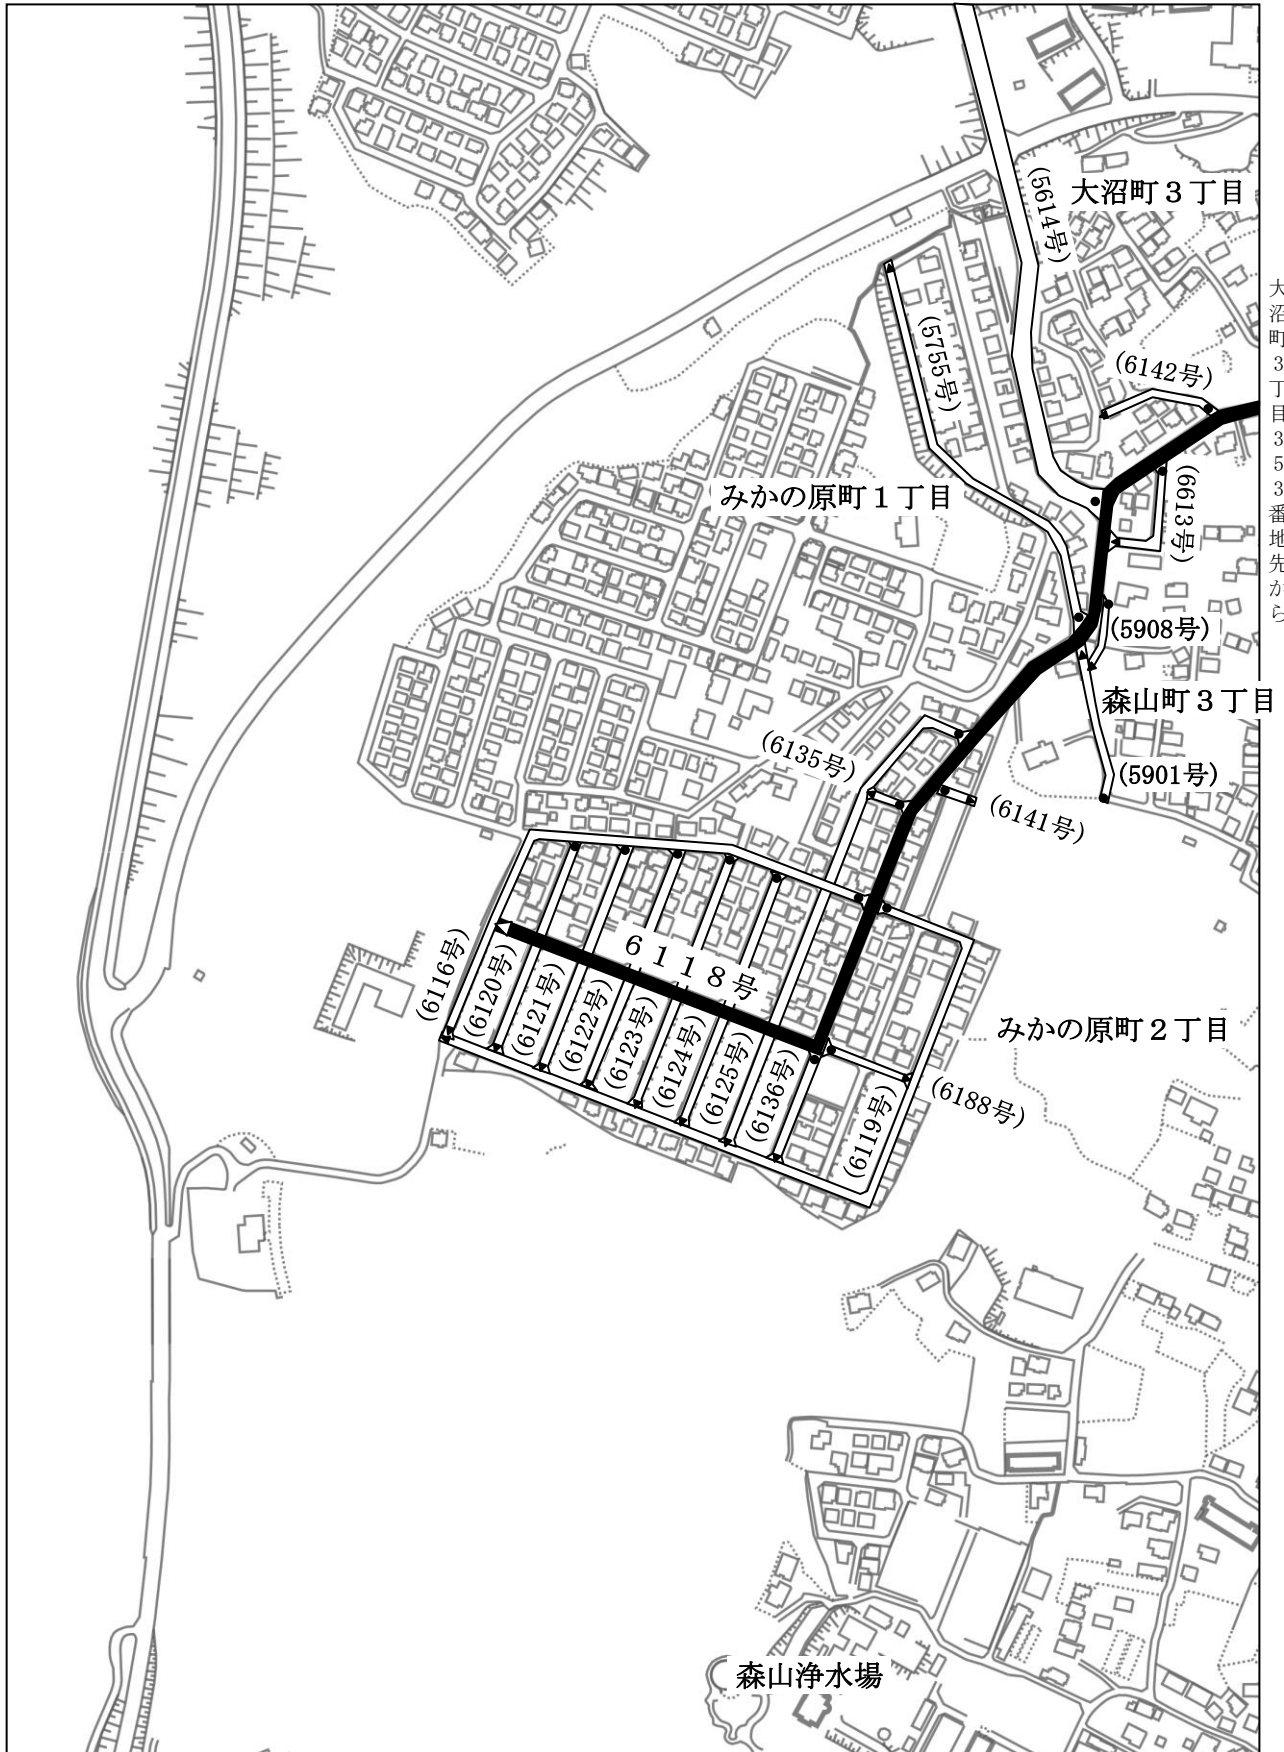 大沼町３丁目
(5614号)
大沼町３丁目３５３番地先から
(5755号)
(6142号)
みかの原町１丁目
(6613号)
(5908号)
森山町３丁目
(6135号)
(5901号)
(6141号)
６１１８号
(6116号)
(6120号)
(6121号)
(6122号)
(6123号)
(6124号)
(6125号)
(6136号)
(6119号)
(6188号)
みかの原町２丁目
森山浄水場